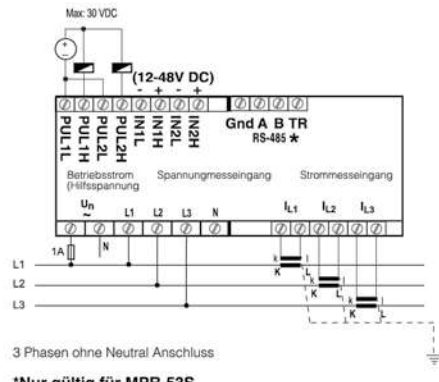 Max: 30 VDC
+
-
(12-48V DC)
- + - +
PUL1L PUL1H PUL2L PUL2H IN1L IN1H IN2L IN2H
Gnd A B TR
RS-485 *
Betriebsstrom Spannungmesseingang Strommesseingang
(Hilfsspannung
Un L1 L2 L3 N IL1 IL2 IL3
~
1A N
L1 k l
K L
L2 k l
K L
L3 k l
K L
3 Phasen ohne Neutral Anschluss
*Nur gültig für MPR-53S